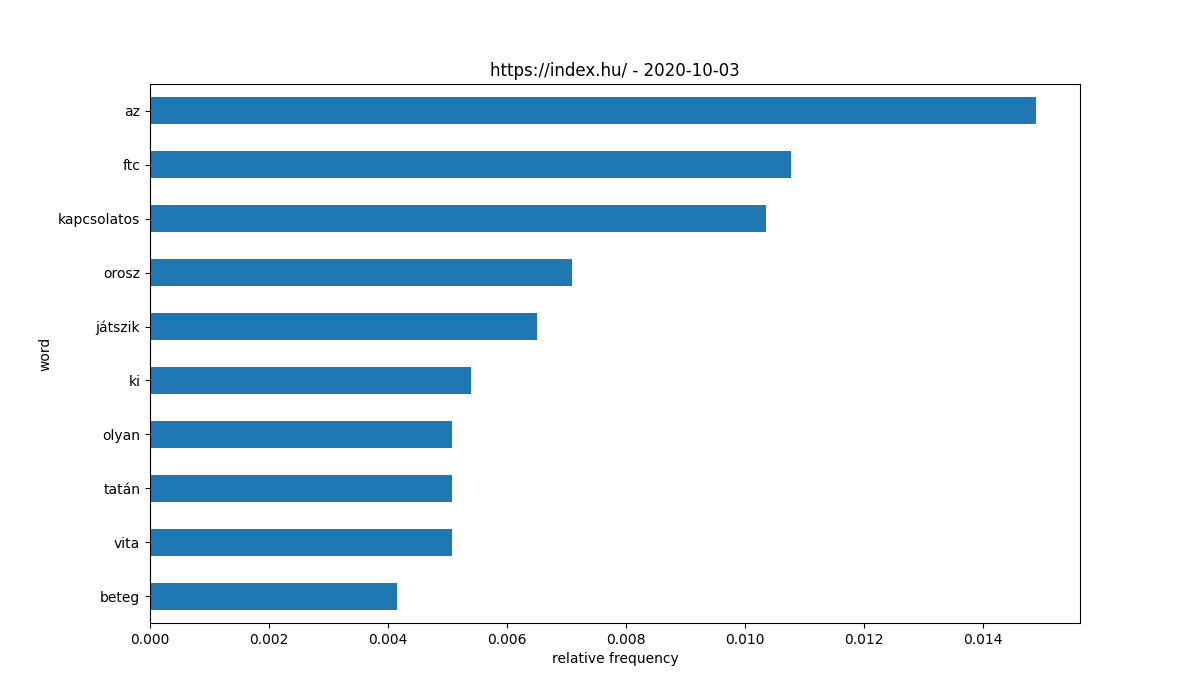 https://index.hu/ - 2020-10-03
az
ftc
kapcsolatos
orosz
játszik
ki
olyan
tatán
vita
beteg
word
0.000 0.002 0.004 0.006 0.008 0.010 0.012 0.014
relative frequency